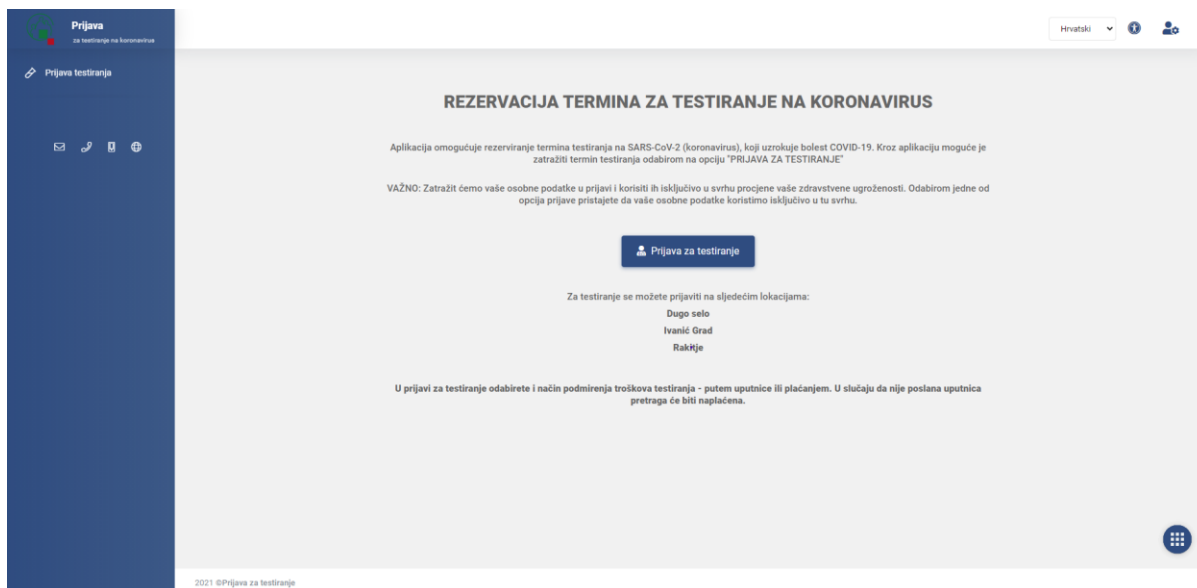 Prijava
za testiranje na koronavirus
Hrvatski
Prijava testiranja
REZERVACIJA TERMINA ZA TESTIRANJE NA KORONAVIRUS
Aplikacija omogućuje rezerviranje termina testiranja na SARS-CoV-2 (koronavirus), koji uzrokuje bolest COVID-19. Kroz aplikaciju moguće je
zatražiti termin testiranja odabirom na opciju "PRIJAVA ZA TESTIRANJE"
VAŽNO: Zatražit ćemo vaše osobne podatke u prijavi i korisiti ih isključivo u svrhu procjene vaše zdravstvene ugroženosti. Odabirom jedne od
opcija prijave pristajete da vaše osobne podatke koristimo isključivo u tu svrhu.
Prijava za testiranje
Za testiranje se možete prijaviti na sljedećim lokacijama:
Dugo selo
Ivanić Grad
Rakitje
U prijavi za testiranje odabirete i način podmirenja troškova testiranja - putem uputnice ili plaćanjem. U slučaju da nije poslana uputnica
pretraga će biti naplaćena.
2021 ©Prijava za testiranje